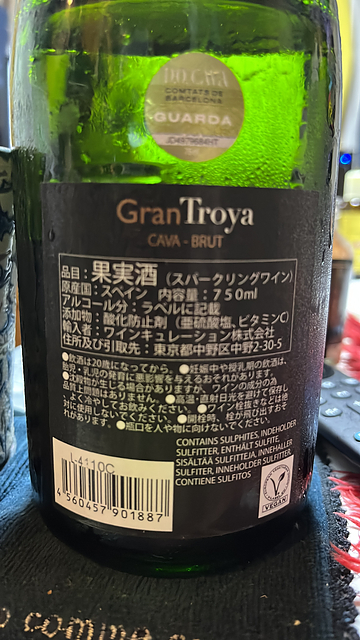 D.O.CAVA
COMTATS DE
BARCELONA
GUARDA
GranTroya
CAVA - BRUT
品目：果実酒（スパークリングワイン）
原産国：スペイン 内容量：750ml
アルコール分：ラベルに記載
添加物：酸化防止剤（亜硫酸塩、ビタミンC）
輸入者：ワインキュレーション株式会社
住所及び引取先：東京都中野区中野2-30-5
●飲酒は20歳になってから。●妊娠中や授乳期の飲酒は、
胎児・乳児の発育に悪影響を与えるおそれがあります。
●沈殿物が生じる場合がありますが、ワインの成分の為
品質上問題はありません。●高温・直射日光を避けて保存し
よく冷やしてお飲みください。●ワイン栓抜きなどは絶
対に使用しないでください。●開栓時、栓が飛び出すおそ
れがあります。●瓶口を人や物に向けないでください。
CONTAINS SULPHITES, INDEHOLDER
SULFITTER, ENTHÄLT SULFITE,
SISÄLTÄÄ SULFIITTEJA, INNEHÅLLER
SULFITER, INNEHOLDER SULFITTER,
CONTIENE SULFITOS
L-4110C
4 560457 901887
VEGAN
o comme